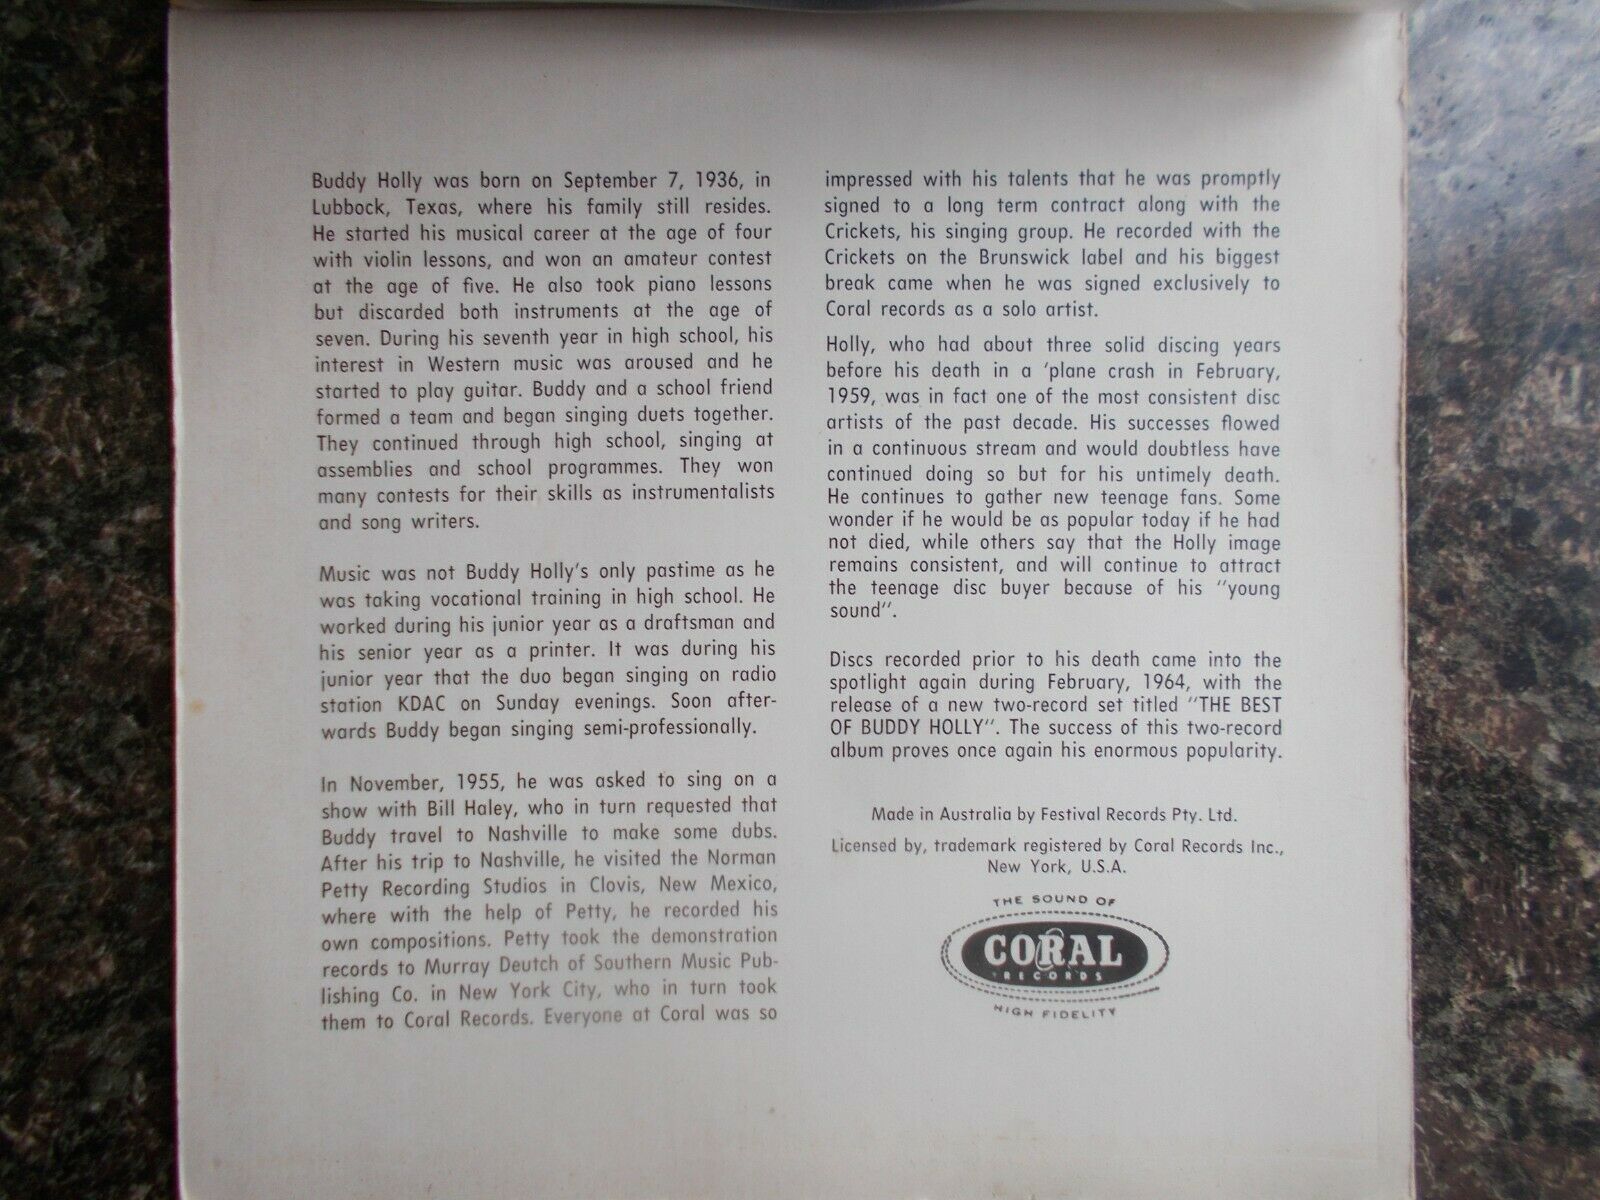 Buddy Holly was born on September 7, 1936, in
Lubbock, Texas, where his family still resides.
He started his musical career at the age of four
with violin lessons, and won an amateur contest
at the age of five. He also took piano lessons
but discarded both instruments at the age of
seven. During his seventh year in high school, his
interest in Western music was aroused and he
started to play guitar. Buddy and a school friend
formed a team and began singing duets together.
They continued through high school, singing at
assemblies and school programmes. They won
many contests for their skills as instrumentalists
and song writers.
Music was not Buddy Holly's only pastime as he
was taking vocational training in high school. He
worked during his junior year as a draftsman and
his senior year as a printer. It was during his
junior year that the duo began singing on radio
station KDAC on Sunday evenings. Soon after-
wards Buddy began singing semi-professionally.
In November, 1955, he was asked to sing on a
show with Bill Haley, who in turn requested that
Buddy travel to Nashville to make some dubs.
After his trip to Nashville, he visited the Norman
Petty Recording Studios in Clovis, New Mexico,
where with the help of Petty, he recorded his
own compositions. Petty took the demonstration
records to Murray Deutch of Southern Music Pub-
lishing Co. in New York City, who in turn took
them to Coral Records. Everyone at Coral was so
impressed with his talents that he was promptly
signed to a long term contract along with the
Crickets, his singing group. He recorded with the
Crickets on the Brunswick label and his biggest
break came when he was signed exclusively to
Coral records as a solo artist.
Holly, who had about three solid discing years
before his death in a 'plane crash in February,
1959, was in fact one of the most consistent disc
artists of the past decade. His successes flowed
in a continuous stream and would doubtless have
continued doing so but for his untimely death.
He continues to gather new teenage fans. Some
wonder if he would be as popular today if he had
not died, while others say that the Holly image
remains consistent, and will continue to attract
the teenage disc buyer because of his "young
sound".
Discs recorded prior to his death came into the
spotlight again during February, 1964, with the
release of a new two-record set titled "THE BEST
OF BUDDY HOLLY". The success of this two-record
album proves once again his enormous popularity.
Made in Australia by Festival Records Pty. Ltd.
Licensed by, trademark registered by Coral Records Inc.,
New York, U.S.A.
THE SOUND OF
CORAL
RECORDS
HIGH FIDELITY